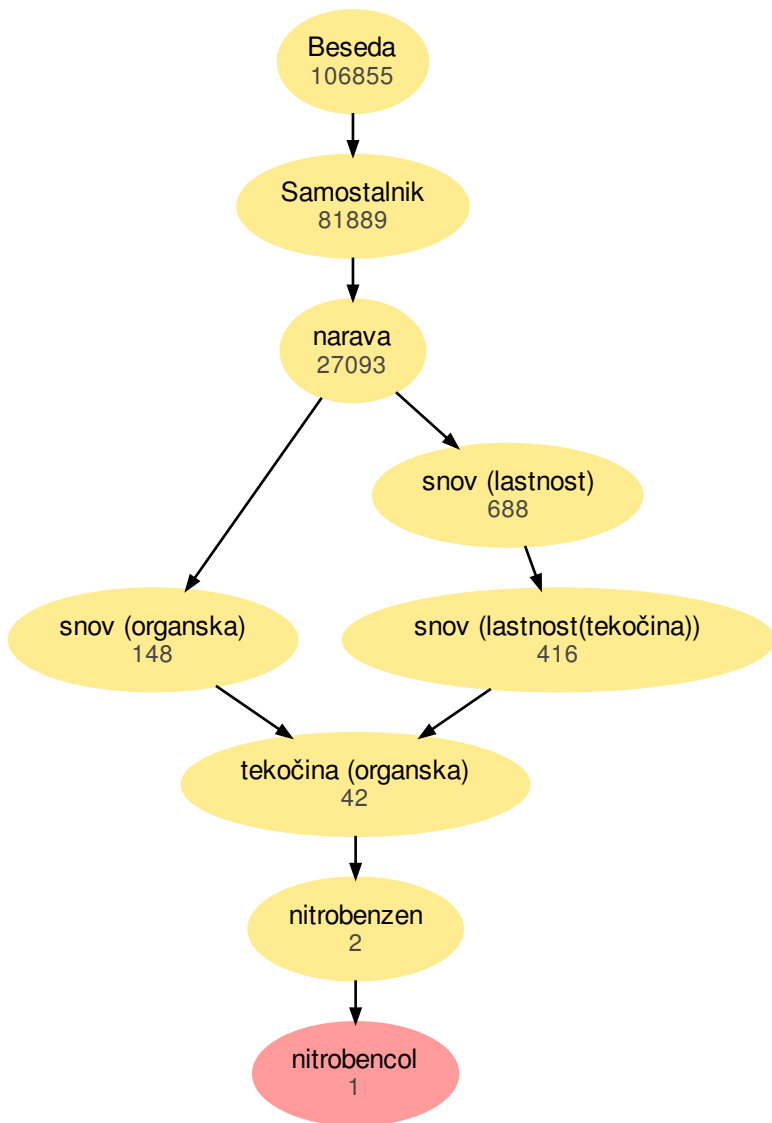 Beseda
106855
Samostalnik
81889
narava
27093
snov (lastnost)
688
snov (organska)
148
snov (lastnost(tekočina))
416
tekočina (organska)
42
nitrobenzen
2
nitrobencol
1